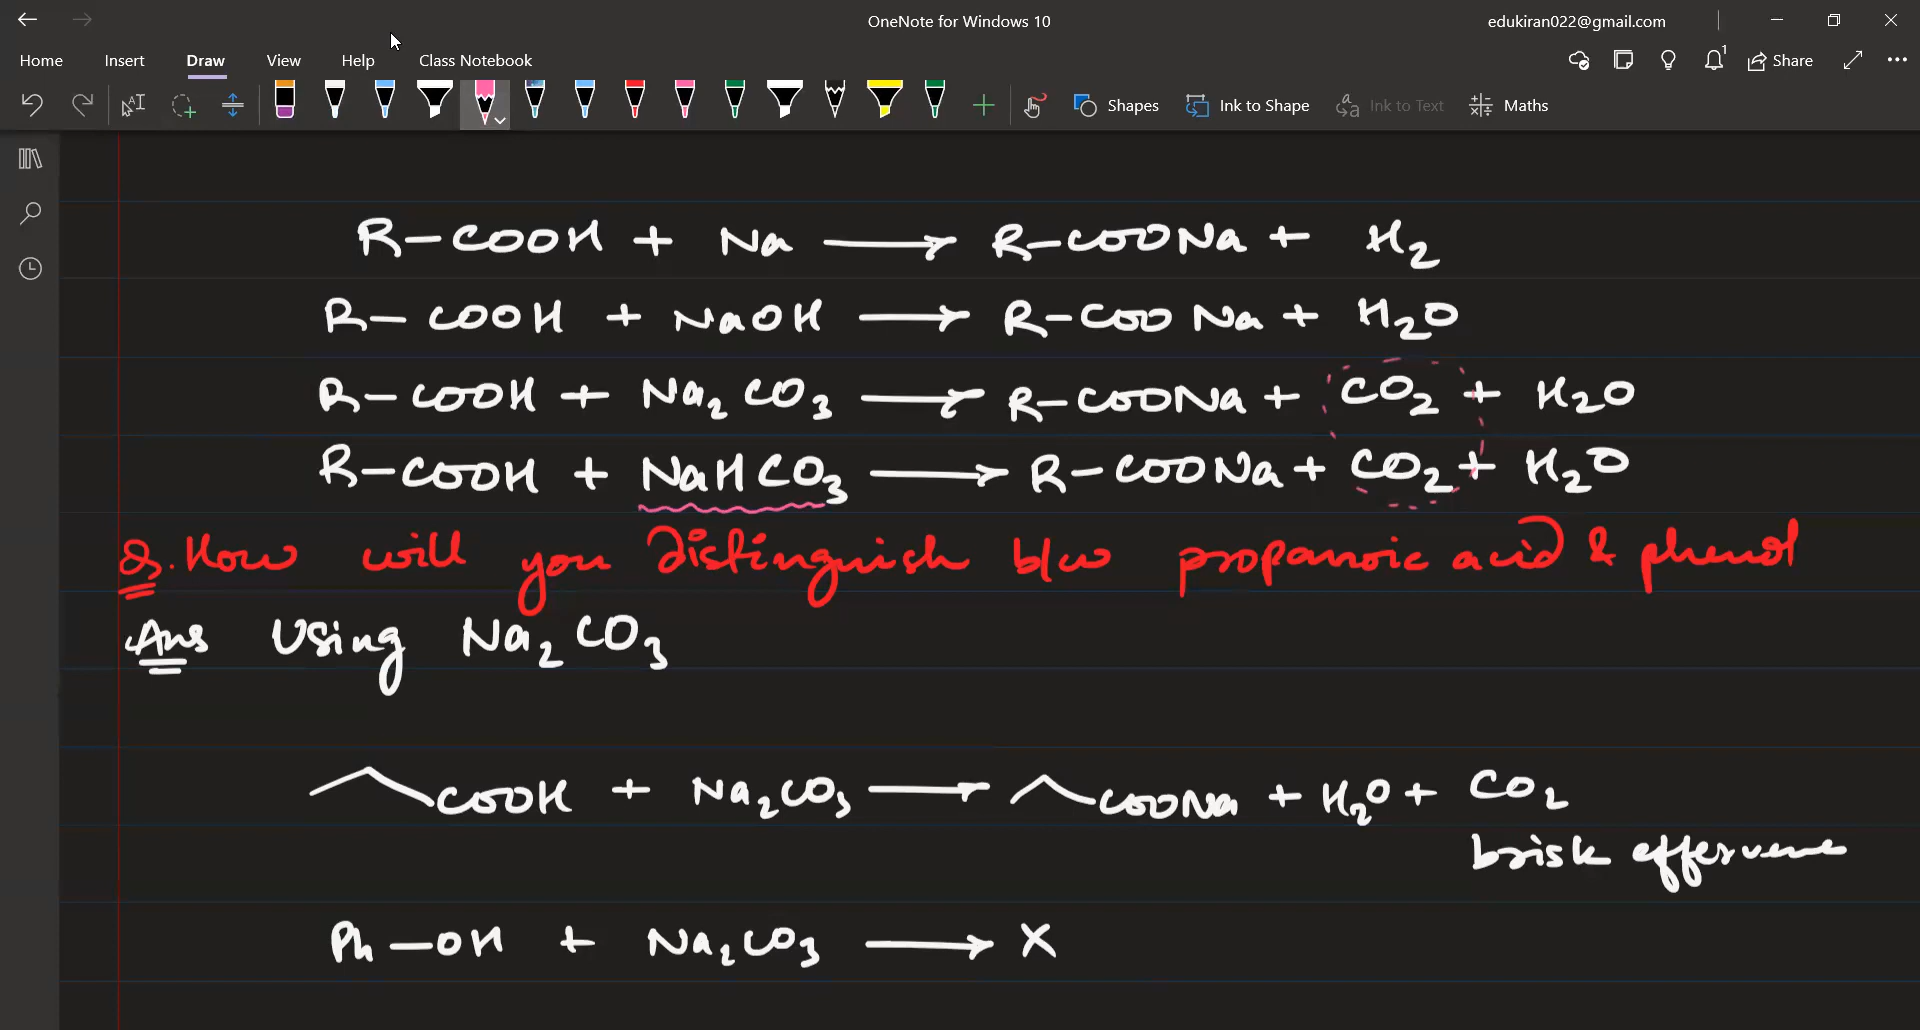 OneNote for Windows 10
edukiran022@gmail.com
Home Insert Draw View Help Class Notebook
1
Share
Shapes Ink to Shape Ink to Text Maths
R-COOH + Na ⟶ R-COONa + H₂
R-COOH + NaOH ⟶ R-COONa + H₂O
R-COOH + Na₂CO₃ ⟶ R-COONa + CO₂ + H₂O
R-COOH + NaHCO₃ ⟶ R-COONa + CO₂ + H₂O
Q. How will you distinguish b/w propanoic acid & phenol
Ans Using Na₂CO₃
COOH + Na₂CO₃ ⟶ COONa + H₂O + CO₂
brisk
Ph-OH + Na₂CO₃ ⟶ X